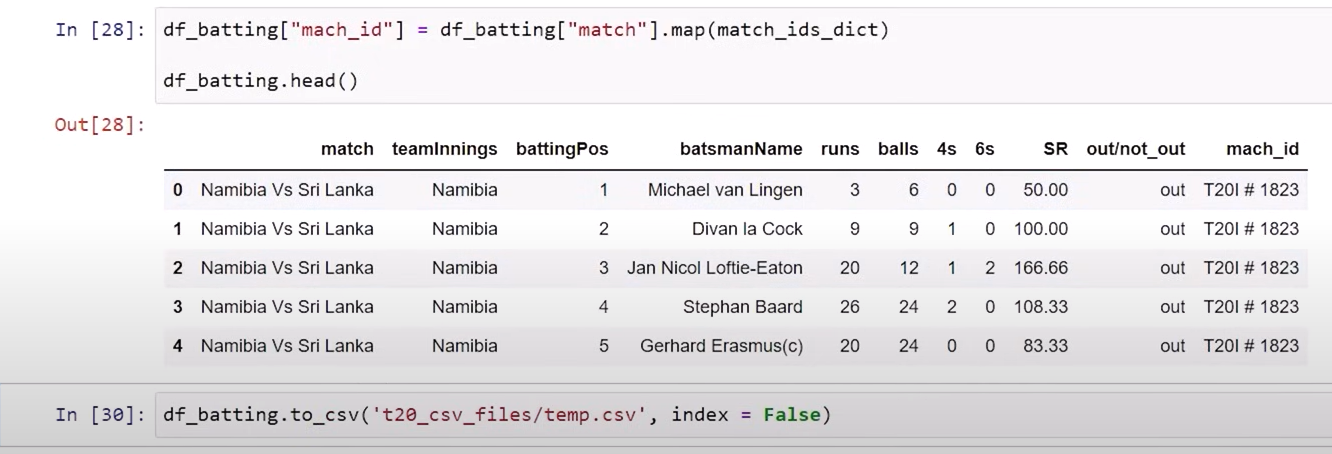 In [28]: df_batting["mach_id"] = df_batting["match"].map(match_ids_dict)
df_batting.head()
Out[28]:
match teamInnings battingPos batsmanName runs balls 4s 6s SR out/not_out mach_id
0 Namibia Vs Sri Lanka Namibia 1 Michael van Lingen 3 6 0 0 50.00 out T20I # 1823
1 Namibia Vs Sri Lanka Namibia 2 Divan la Cock 9 9 1 0 100.00 out T20I # 1823
2 Namibia Vs Sri Lanka Namibia 3 Jan Nicol Loftie-Eaton 20 12 1 2 166.66 out T20I # 1823
3 Namibia Vs Sri Lanka Namibia 4 Stephan Baard 26 24 2 0 108.33 out T20I # 1823
4 Namibia Vs Sri Lanka Namibia 5 Gerhard Erasmus(c) 20 24 0 0 83.33 out T20I # 1823
In [30]: df_batting.to_csv('t20_csv_files/temp.csv', index = False)